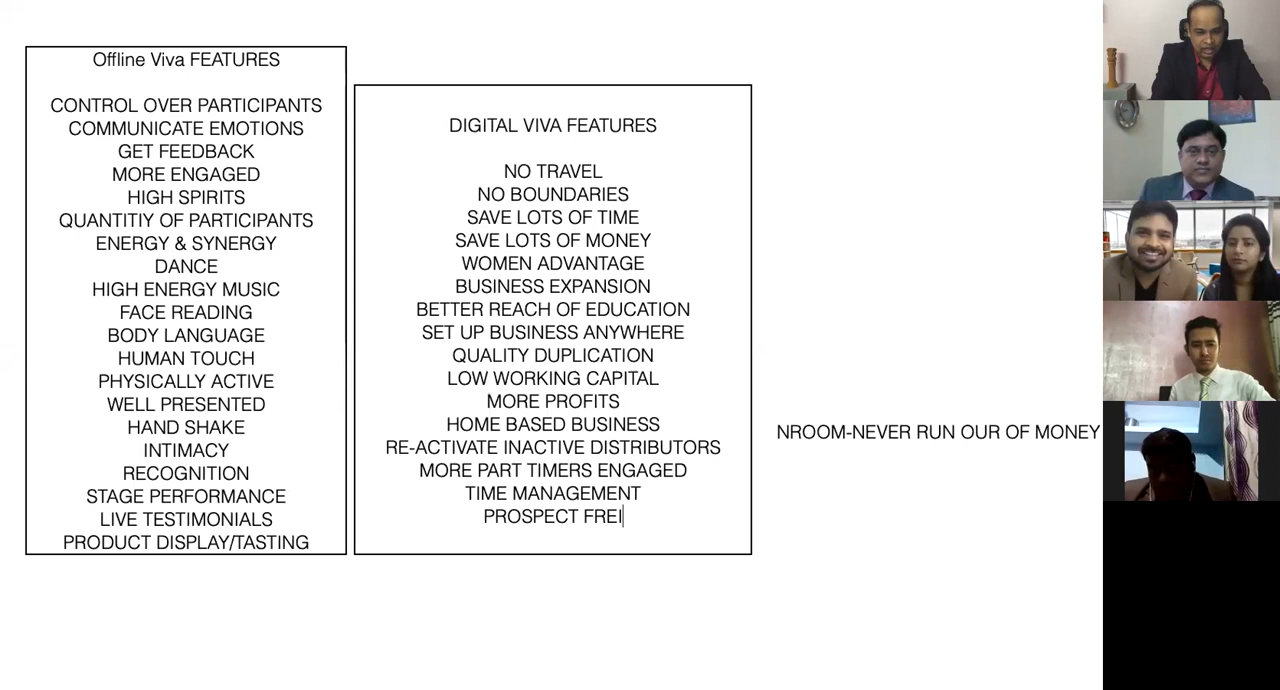 Offline Viva FEATURES
CONTROL OVER PARTICIPANTS
COMMUNICATE EMOTIONS
GET FEEDBACK
MORE ENGAGED
HIGH SPIRITS
QUANTITIY OF PARTICIPANTS
ENERGY & SYNERGY
DANCE
HIGH ENERGY MUSIC
FACE READING
BODY LANGUAGE
HUMAN TOUCH
PHYSICALLY ACTIVE
WELL PRESENTED
HAND SHAKE
INTIMACY
RECOGNITION
STAGE PERFORMANCE
LIVE TESTIMONIALS
PRODUCT DISPLAY/TASTING
DIGITAL VIVA FEATURES
NO TRAVEL
NO BOUNDARIES
SAVE LOTS OF TIME
SAVE LOTS OF MONEY
WOMEN ADVANTAGE
BUSINESS EXPANSION
BETTER REACH OF EDUCATION
SET UP BUSINESS ANYWHERE
QUALITY DUPLICATION
LOW WORKING CAPITAL
MORE PROFITS
HOME BASED BUSINESS
RE-ACTIVATE INACTIVE DISTRIBUTORS
MORE PART TIMERS ENGAGED
TIME MANAGEMENT
PROSPECT FREI
NROOM-NEVER RUN OUR OF MONEY